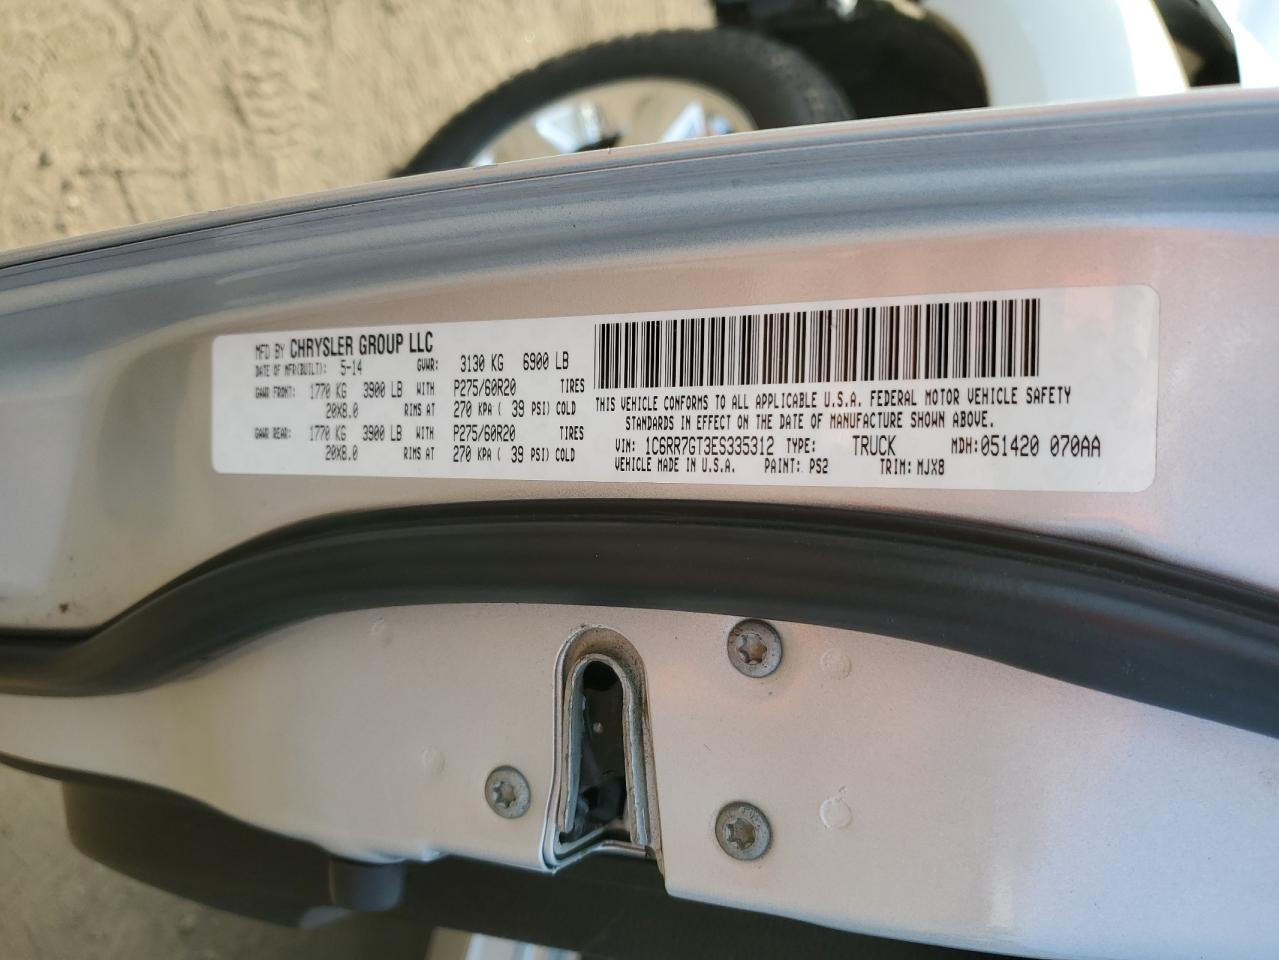 MFD BY CHRYSLER GROUP LLC
DATE OF MFR(BUILT): 5-14 GVWR: 3130 KG 6900 LB
GAWR FRONT: 1770 KG 3900 LB WITH P275/60R20 TIRES
20X8.0 RIMS AT 270 KPA ( 39 PSI) COLD
GAWR REAR: 1770 KG 3900 LB WITH P275/60R20 TIRES
20X8.0 RIMS AT 270 KPA ( 39 PSI) COLD
THIS VEHICLE CONFORMS TO ALL APPLICABLE U.S.A. FEDERAL MOTOR VEHICLE SAFETY
STANDARDS IN EFFECT ON THE DATE OF MANUFACTURE SHOWN ABOVE.
VIN: 1C6RR7GT3ES335312 TYPE: TRUCK MDH: 051420 070AA
VEHICLE MADE IN U.S.A. PAINT: PS2 TRIM: MJX8